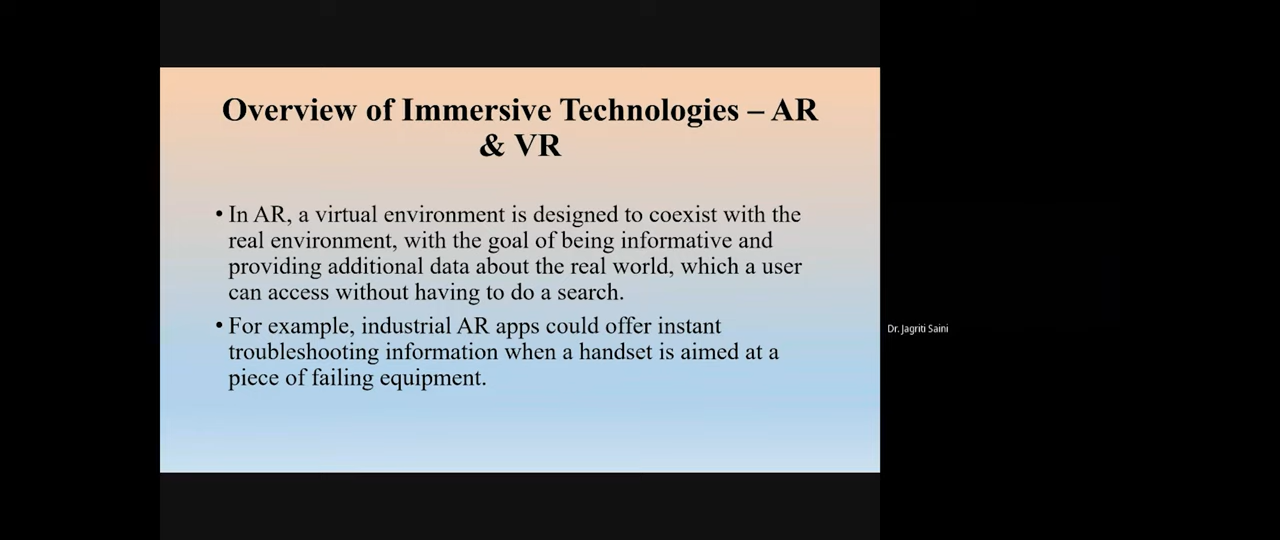 Overview of Immersive Technologies – AR
& VR
• In AR, a virtual environment is designed to coexist with the
real environment, with the goal of being informative and
providing additional data about the real world, which a user
can access without having to do a search.
• For example, industrial AR apps could offer instant
troubleshooting information when a handset is aimed at a
piece of failing equipment.
Dr. Jagriti Saini